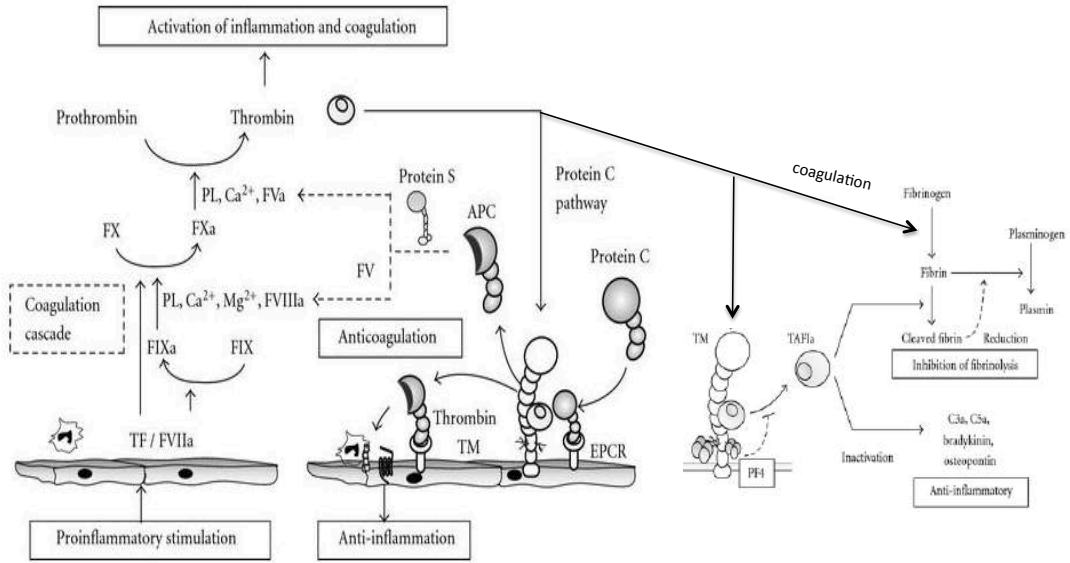 Activation of inflammation and coagulation
Prothrombin
Thrombin
PL, Ca²⁺, FVa
FX
FXa
Coagulation
cascade
PL, Ca²⁺, Mg²⁺, FVIIIa
FIXa
FIX
TF / FVIIa
Proinflammatory stimulation
Protein S
APC
FV
Anticoagulation
Protein C
pathway
Protein C
Thrombin
TM
EPCR
Anti-inflammation
coagulation
Fibrinogen
Plasminogen
Fibrin
Plasmin
Cleaved fibrin
Reduction
Inhibition of fibrinolysis
TM
TAFIa
PF4
Inactivation
C3a, C5a,
bradykinin,
osteopontin
Anti-inflammatory